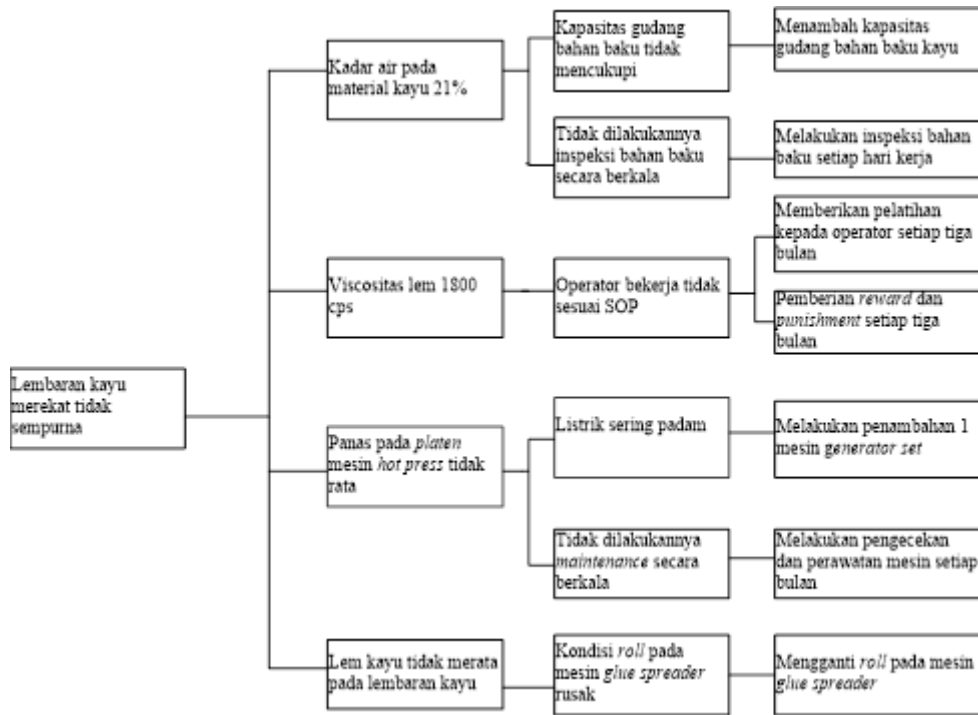 Kapasitas gudang
bahan baku tidak
mencukupi
Menambah kapasitas
gudang bahan baku kayu
Kadar air pada
material kayu 21%
Tidak dilakukannya
inspeksi bahan baku
secara berkala
Melakukan inspeksi bahan
baku setiap hari kerja
Memberikan pelatihan
kepada operator setiap tiga
bulan
Viscositas lem 1800
cps
Operator bekerja tidak
sesuai SOP
Pemberian reward dan
punishment setiap tiga
bulan
Lembaran kayu
merekat tidak
sempurna
Listrik sering padam
Melakukan penambahan 1
mesin generator set
Panas pada platen
mesin hot press tidak
rata
Tidak dilakukannya
maintenance secara
berkala
Melakukan pengecekan
dan perawatan mesin setiap
bulan
Lem kayu tidak merata
pada lembaran kayu
Kondisi roll pada
mesin glue spreader
rusak
Mengganti roll pada mesin
glue spreader